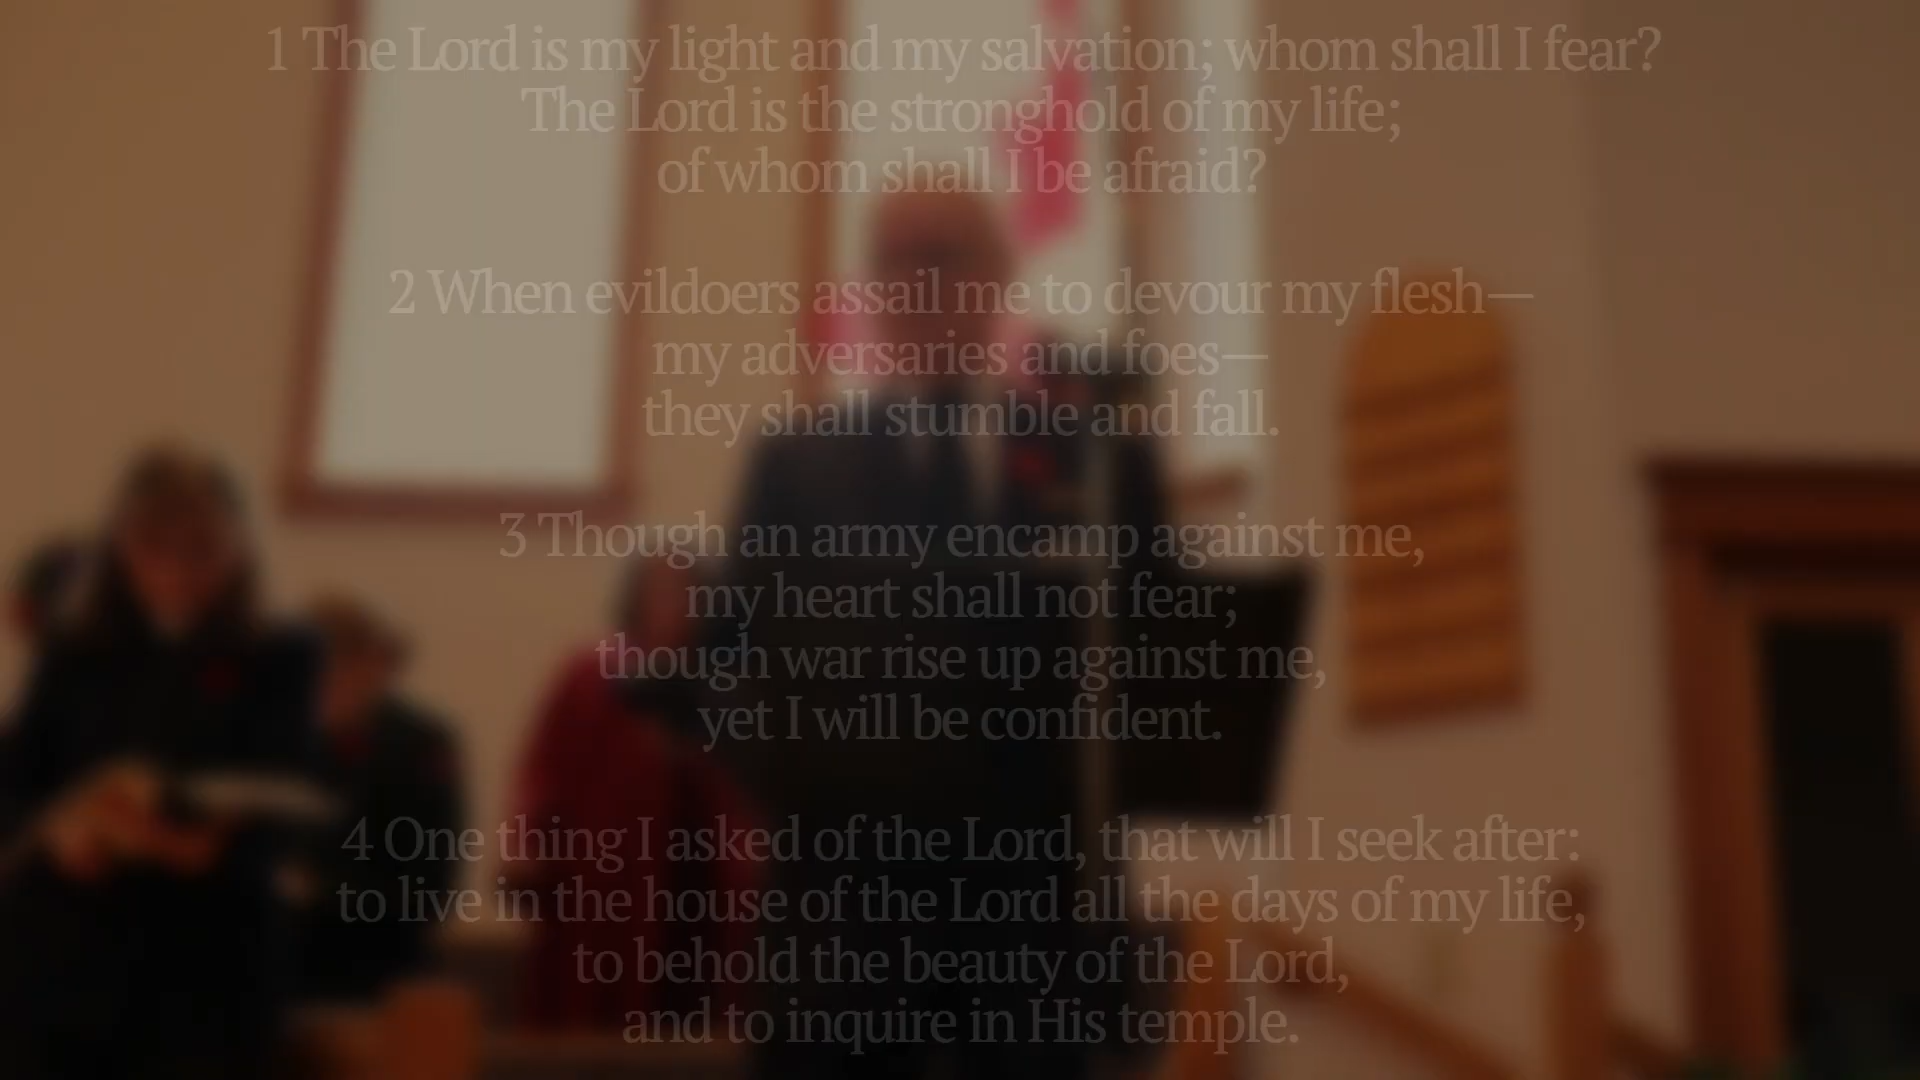 1 The Lord is my light and my salvation; whom shall I fear?
The Lord is the stronghold of my life;
of whom shall I be afraid?
2 When evildoers assail me to devour my flesh—
my adversaries and foes—
they shall stumble and fall.
3 Though an army encamp against me,
my heart shall not fear;
though war rise up against me,
yet I will be confident.
4 One thing I asked of the Lord, that will I seek after:
to live in the house of the Lord all the days of my life,
to behold the beauty of the Lord,
and to inquire in His temple.